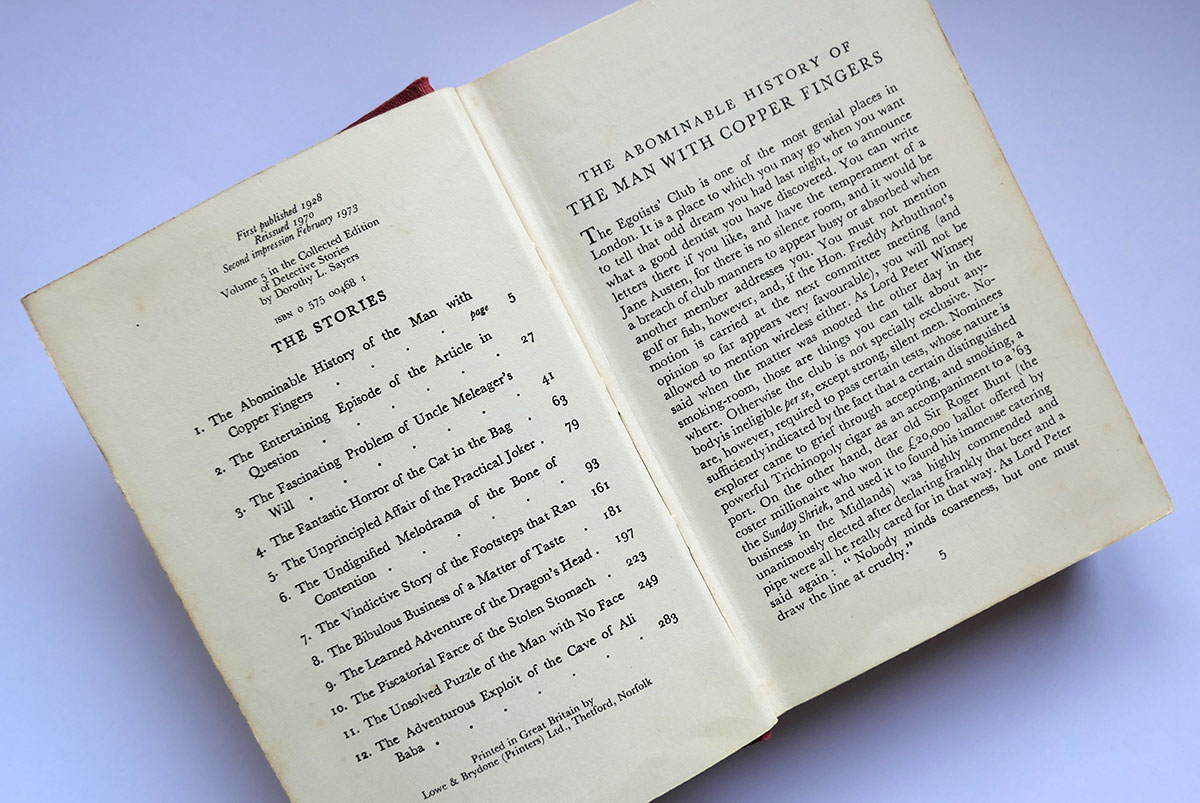 First published 1928
Reissued 1970
Second impression February 1973
Volume 5 in the Collected Edition
of Detective Stories
by Dorothy L. Sayers
ISBN 0 575 00468 1
THE STORIES
page
1. The Abominable History of the Man with
Copper Fingers . . . . 5
2. The Entertaining Episode of the Article in
Question . . . . . . 27
3. The Fascinating Problem of Uncle Meleager's
Will . . . . . . . 41
4. The Fantastic Horror of the Cat in the Bag . 63
5. The Unprincipled Affair of the Practical Joker . 79
6. The Undignified Melodrama of the Bone of
Contention . . . . . 93
7. The Vindictive Story of the Footsteps that Ran 161
8. The Bibulous Business of a Matter of Taste . 181
9. The Learned Adventure of the Dragon's Head . 197
10. The Piscatorial Farce of the Stolen Stomach . 223
11. The Unsolved Puzzle of the Man with No Face 249
12. The Adventurous Exploit of the Cave of Ali
Baba . . . . . . . 283
Printed in Great Britain by
Lowe & Brydone (Printers) Ltd., Thetford, Norfolk
THE ABOMINABLE HISTORY OF
THE MAN WITH COPPER FINGERS
The Egotists' Club is one of the most genial places in
London. It is a place to which you may go when you want
to tell that odd dream you had last night, or to announce
what a good dentist you have discovered. You can write
letters there if you like, and have the temperament of a
Jane Austen, for there is no silence room, and it would be
a breach of club manners to appear busy or absorbed when
another member addresses you. You must not mention
golf or fish, however, and, if the Hon. Freddy Arbuthnot's
motion is carried at the next committee meeting (and
opinion so far appears very favourable), you will not be
allowed to mention wireless either. As Lord Peter Wimsey
said when the matter was mooted the other day in the
smoking-room, those are things you can talk about any-
where. Otherwise the club is not specially exclusive. No-
body is ineligible per se, except strong, silent men. Nominees
are, however, required to pass certain tests, whose nature is
sufficiently indicated by the fact that a certain distinguished
explorer came to grief through accepting, and smoking, a
powerful Trichinopoly cigar as an accompaniment to a '63
port. On the other hand, dear old Sir Roger Bunt (the
coster millionaire who won the £20,000 ballot offered by
the Sunday Shriek, and used it to found his immense catering
business in the Midlands) was highly commended and
unanimously elected after declaring frankly that beer and a
pipe were all he really cared for in that way. As Lord Peter
said again: "Nobody minds coarseness, but one must
draw the line at cruelty."
5